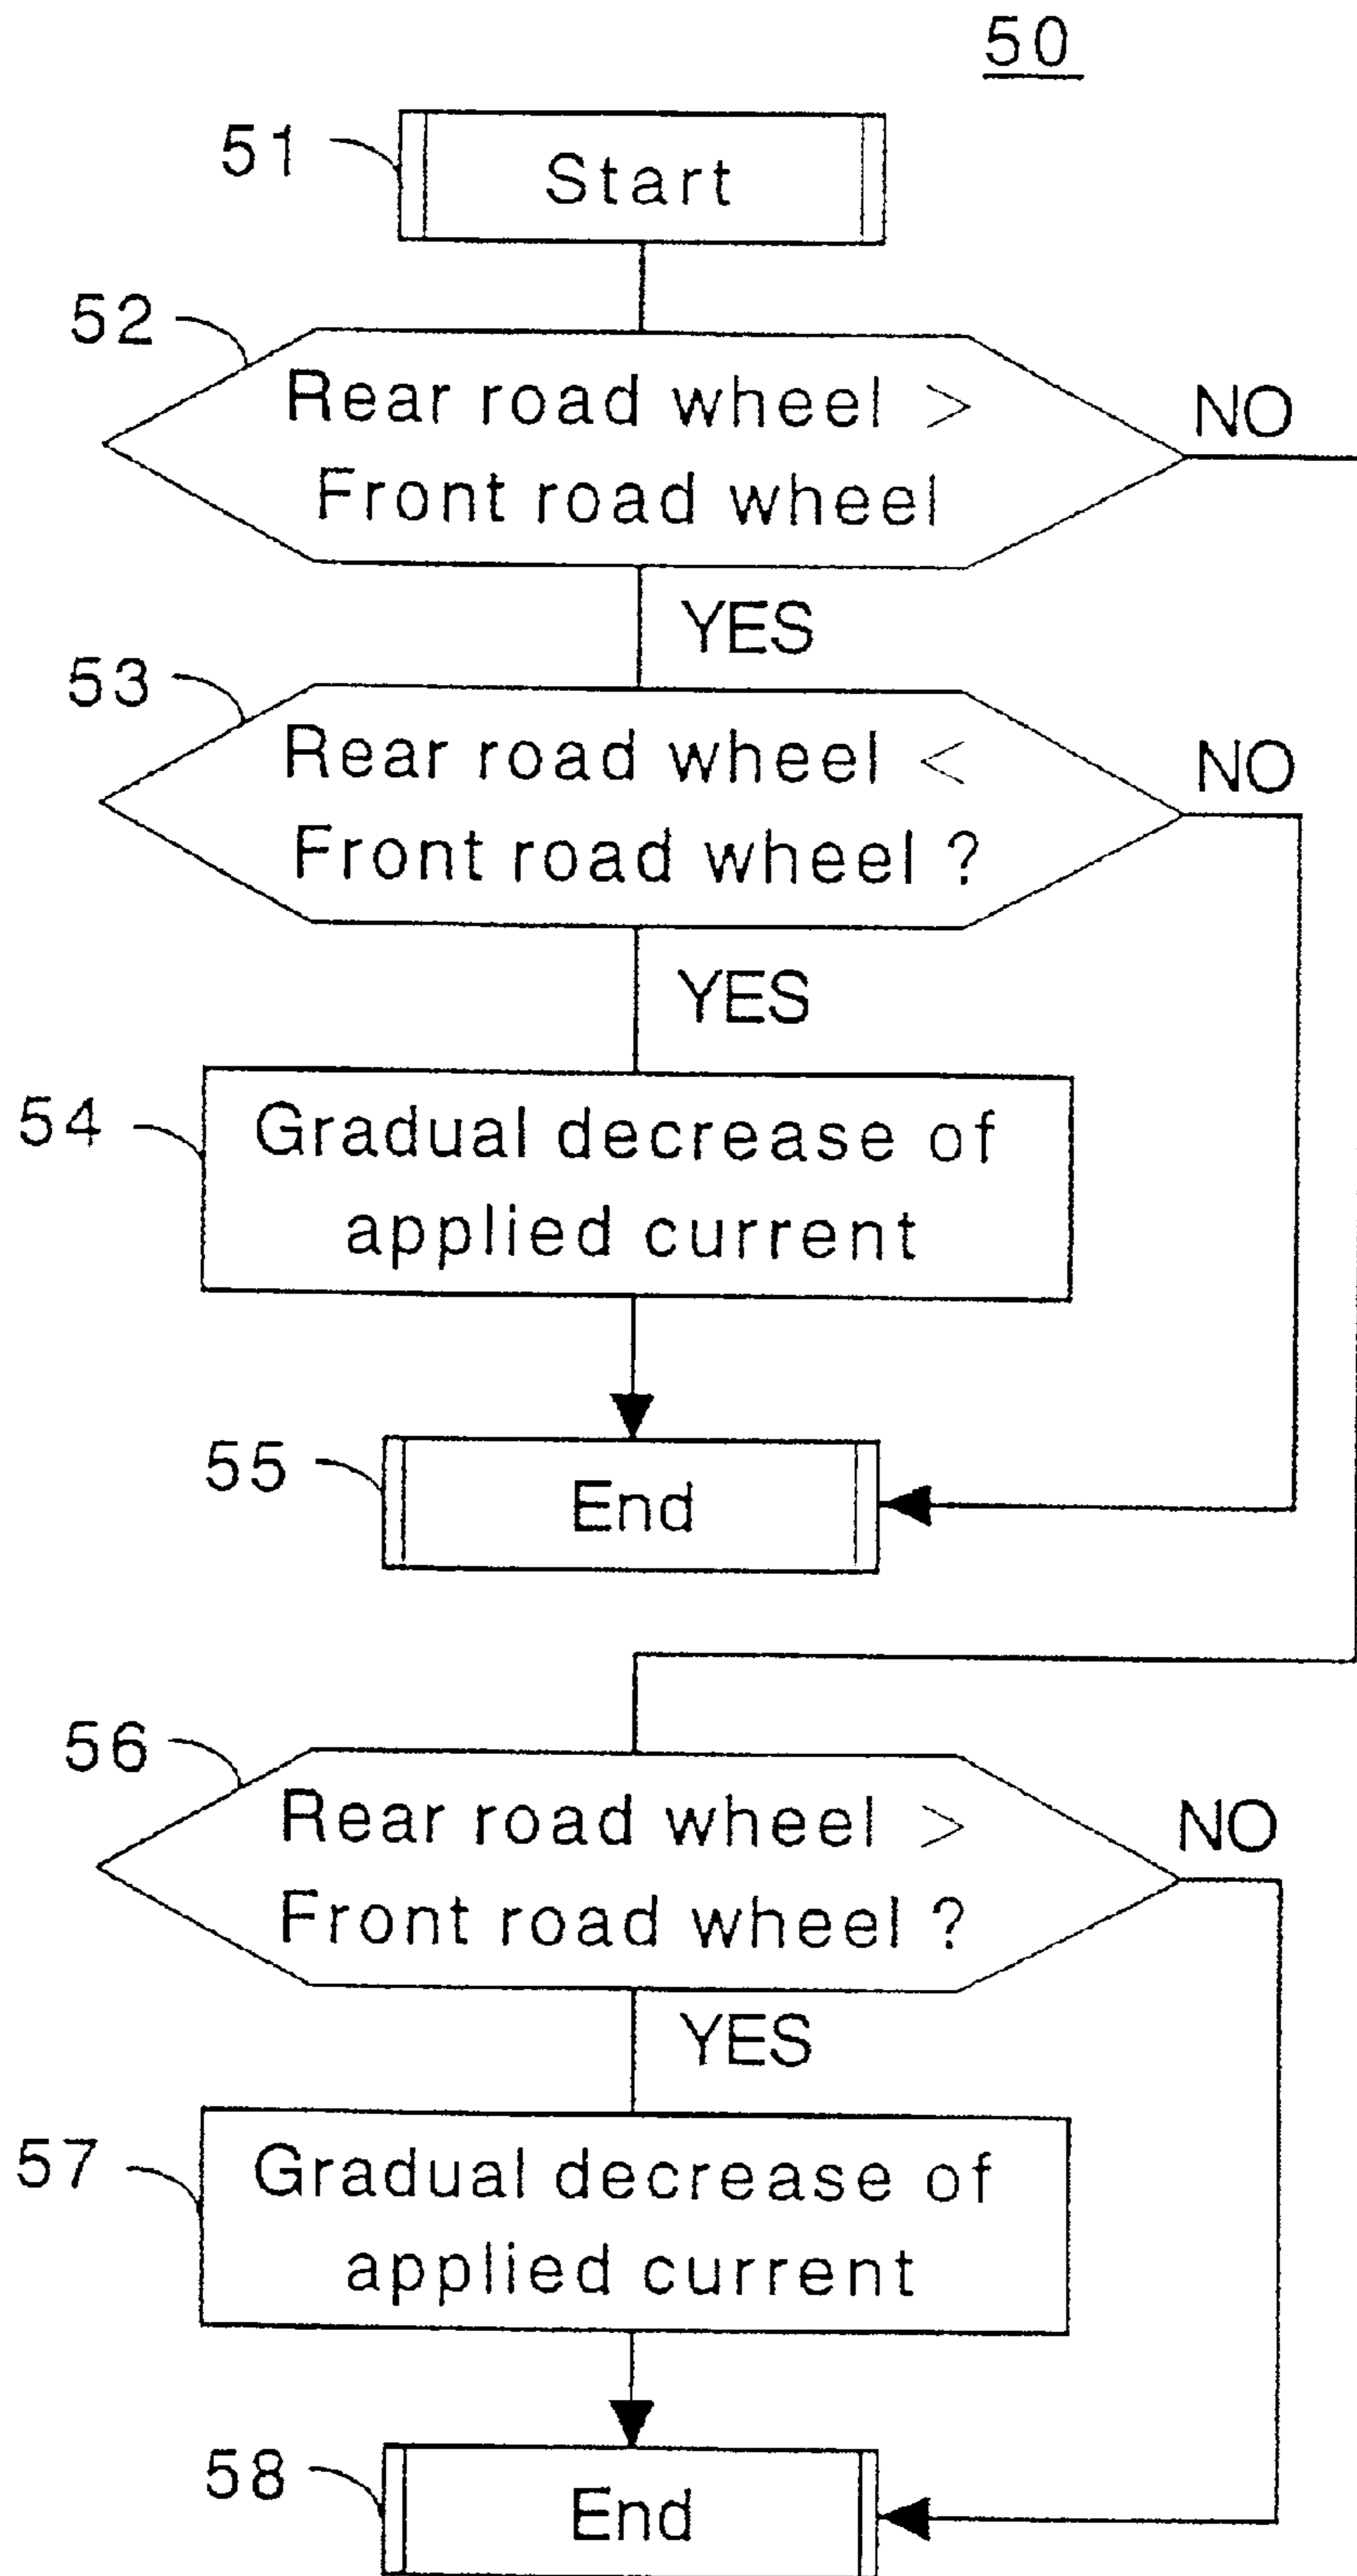 50
51
Start
52
Rear road wheel >
Front road wheel
NO
YES
53
Rear road wheel <
Front road wheel ?
NO
YES
54
Gradual decrease of
applied current
55
End
56
Rear road wheel >
Front road wheel ?
NO
YES
57
Gradual decrease of
applied current
58
End